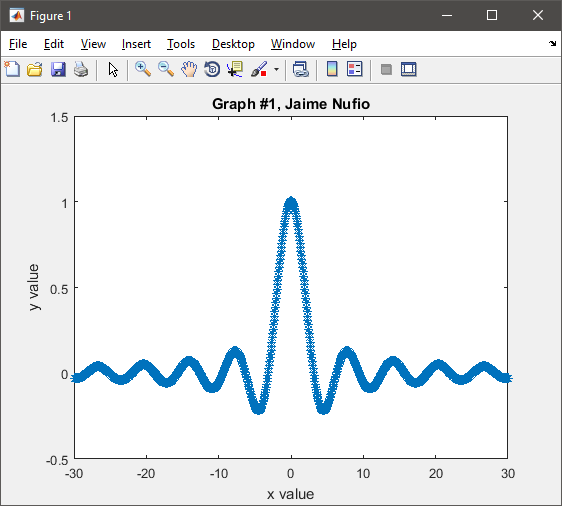 Figure 1
File Edit View Insert Tools Desktop Window Help
Graph #1, Jaime Nufio
1.5
1
0.5
0
-0.5
y value
-30 -20 -10 0 10 20 30
x value